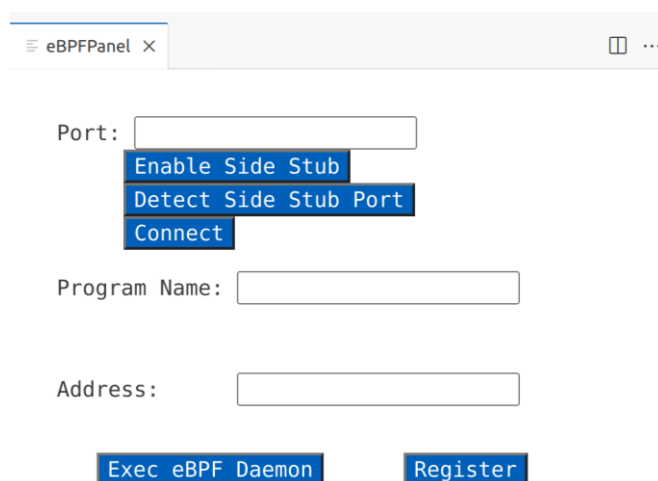 eBPFPanel
Port:
Enable Side Stub
Detect Side Stub Port
Connect
Program Name:
Address:
Exec eBPF Daemon Register